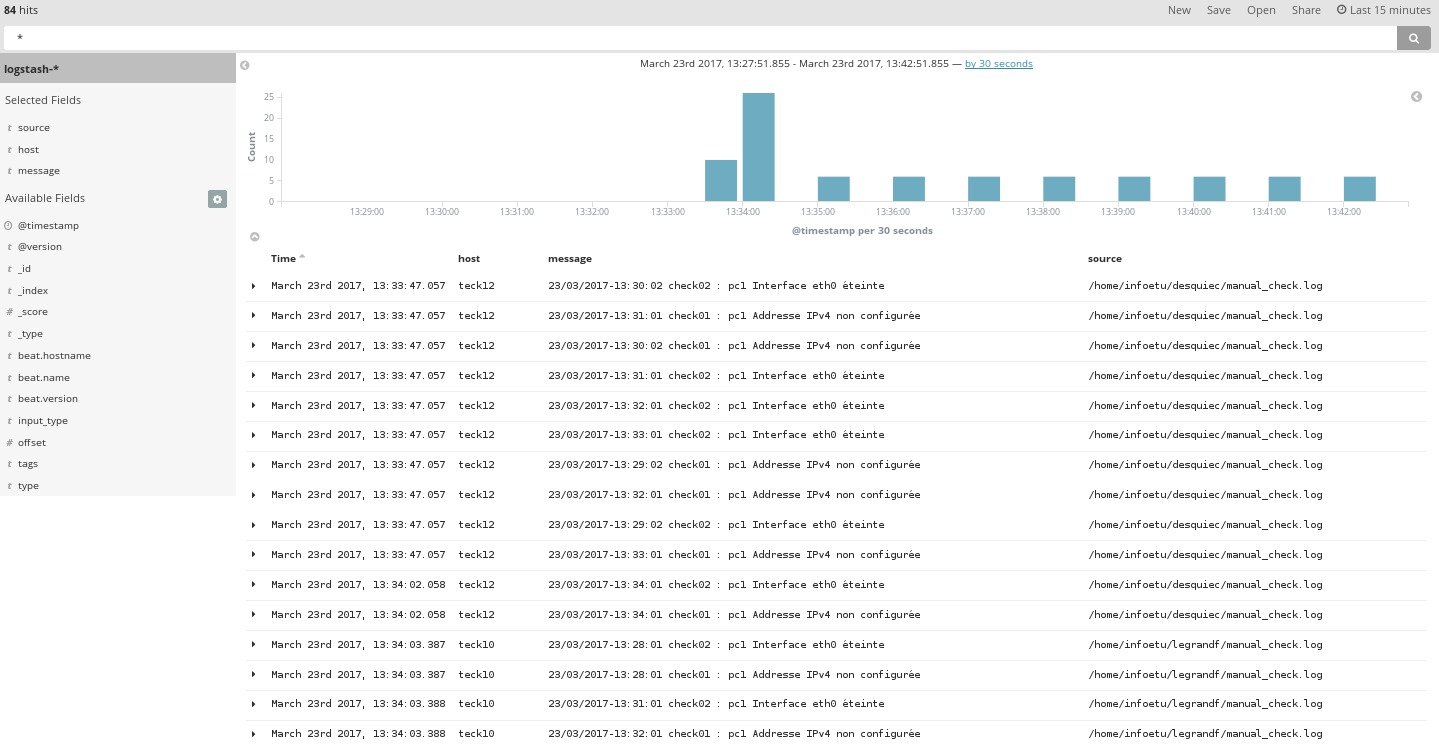 84 hits New Save Open Share Last 15 minutes
*
logstash-*
Selected Fields
t source
t host
t message
Available Fields
@timestamp
t @version
t _id
t _index
# _score
t _type
t beat.hostname
t beat.name
t beat.version
t input_type
# offset
t tags
t type
March 23rd 2017, 13:27:51.855 - March 23rd 2017, 13:42:51.855 — by 30 seconds
Count
25
20
15
10
5
0
13:29:00 13:30:00 13:31:00 13:32:00 13:33:00 13:34:00 13:35:00 13:36:00 13:37:00 13:38:00 13:39:00 13:40:00 13:41:00 13:42:00
@timestamp per 30 seconds
Time host message source
March 23rd 2017, 13:33:47.057 teck12 23/03/2017-13:30:02 check02 : pc1 Interface eth0 éteinte /home/infoetu/desquiec/manual_check.log
March 23rd 2017, 13:33:47.057 teck12 23/03/2017-13:31:01 check01 : pc1 Addresse IPv4 non configurée /home/infoetu/desquiec/manual_check.log
March 23rd 2017, 13:33:47.057 teck12 23/03/2017-13:30:02 check01 : pc1 Addresse IPv4 non configurée /home/infoetu/desquiec/manual_check.log
March 23rd 2017, 13:33:47.057 teck12 23/03/2017-13:31:01 check02 : pc1 Interface eth0 éteinte /home/infoetu/desquiec/manual_check.log
March 23rd 2017, 13:33:47.057 teck12 23/03/2017-13:32:01 check02 : pc1 Interface eth0 éteinte /home/infoetu/desquiec/manual_check.log
March 23rd 2017, 13:33:47.057 teck12 23/03/2017-13:33:01 check02 : pc1 Interface eth0 éteinte /home/infoetu/desquiec/manual_check.log
March 23rd 2017, 13:33:47.057 teck12 23/03/2017-13:29:02 check01 : pc1 Addresse IPv4 non configurée /home/infoetu/desquiec/manual_check.log
March 23rd 2017, 13:33:47.057 teck12 23/03/2017-13:32:01 check01 : pc1 Addresse IPv4 non configurée /home/infoetu/desquiec/manual_check.log
March 23rd 2017, 13:33:47.057 teck12 23/03/2017-13:29:02 check02 : pc1 Interface eth0 éteinte /home/infoetu/desquiec/manual_check.log
March 23rd 2017, 13:33:47.057 teck12 23/03/2017-13:33:01 check01 : pc1 Addresse IPv4 non configurée /home/infoetu/desquiec/manual_check.log
March 23rd 2017, 13:34:02.058 teck12 23/03/2017-13:34:01 check02 : pc1 Interface eth0 éteinte /home/infoetu/desquiec/manual_check.log
March 23rd 2017, 13:34:02.058 teck12 23/03/2017-13:34:01 check01 : pc1 Addresse IPv4 non configurée /home/infoetu/desquiec/manual_check.log
March 23rd 2017, 13:34:03.387 teck10 23/03/2017-13:28:01 check02 : pc1 Interface eth0 éteinte /home/infoetu/legrandf/manual_check.log
March 23rd 2017, 13:34:03.387 teck10 23/03/2017-13:28:01 check01 : pc1 Addresse IPv4 non configurée /home/infoetu/legrandf/manual_check.log
March 23rd 2017, 13:34:03.388 teck10 23/03/2017-13:31:01 check02 : pc1 Interface eth0 éteinte /home/infoetu/legrandf/manual_check.log
March 23rd 2017, 13:34:03.388 teck10 23/03/2017-13:32:01 check01 : pc1 Addresse IPv4 non configurée /home/infoetu/legrandf/manual_check.log